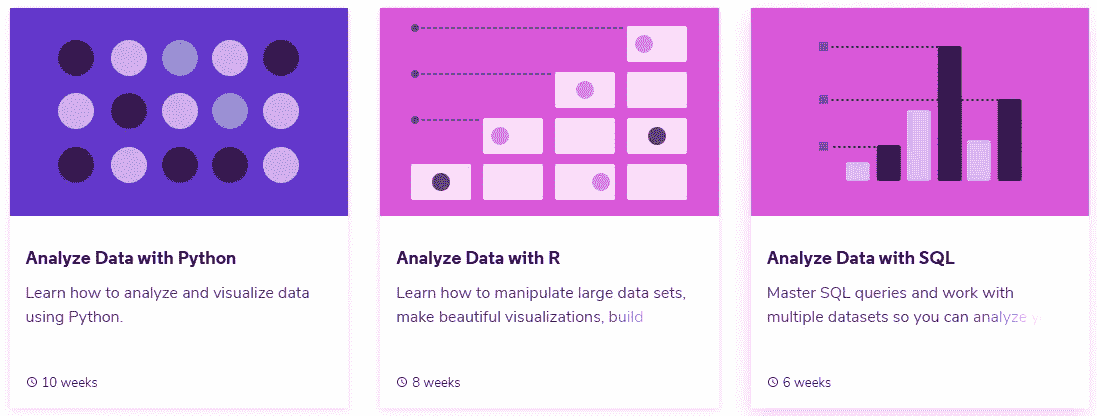 Analyze Data with Python
Learn how to analyze and visualize data
using Python.
10 weeks
Analyze Data with R
Learn how to manipulate large data sets,
make beautiful visualizations, build
8 weeks
Analyze Data with SQL
Master SQL queries and work with
multiple datasets so you can analyze
6 weeks